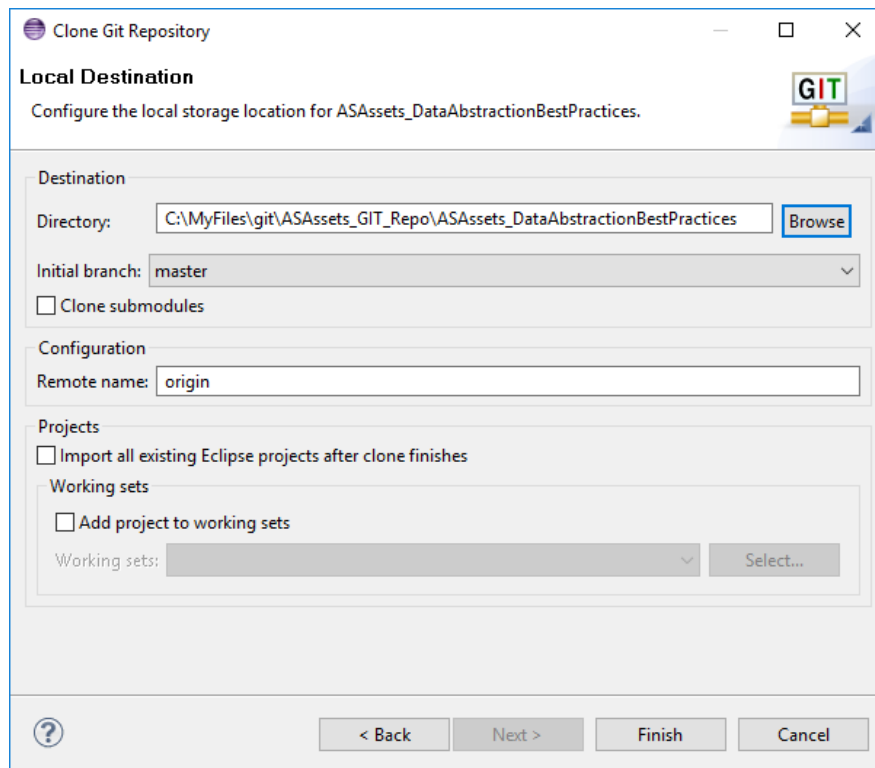 Clone Git Repository
Local Destination
Configure the local storage location for ASAssets_DataAbstractionBestPractices.
GIT
Destination
Directory: C:\MyFiles\git\ASAssets_GIT_Repo\ASAssets_DataAbstractionBestPractices Browse
Initial branch: master
Clone submodules
Configuration
Remote name: origin
Projects
Import all existing Eclipse projects after clone finishes
Working sets
Add project to working sets
Working sets: Select...
? < Back Next > Finish Cancel